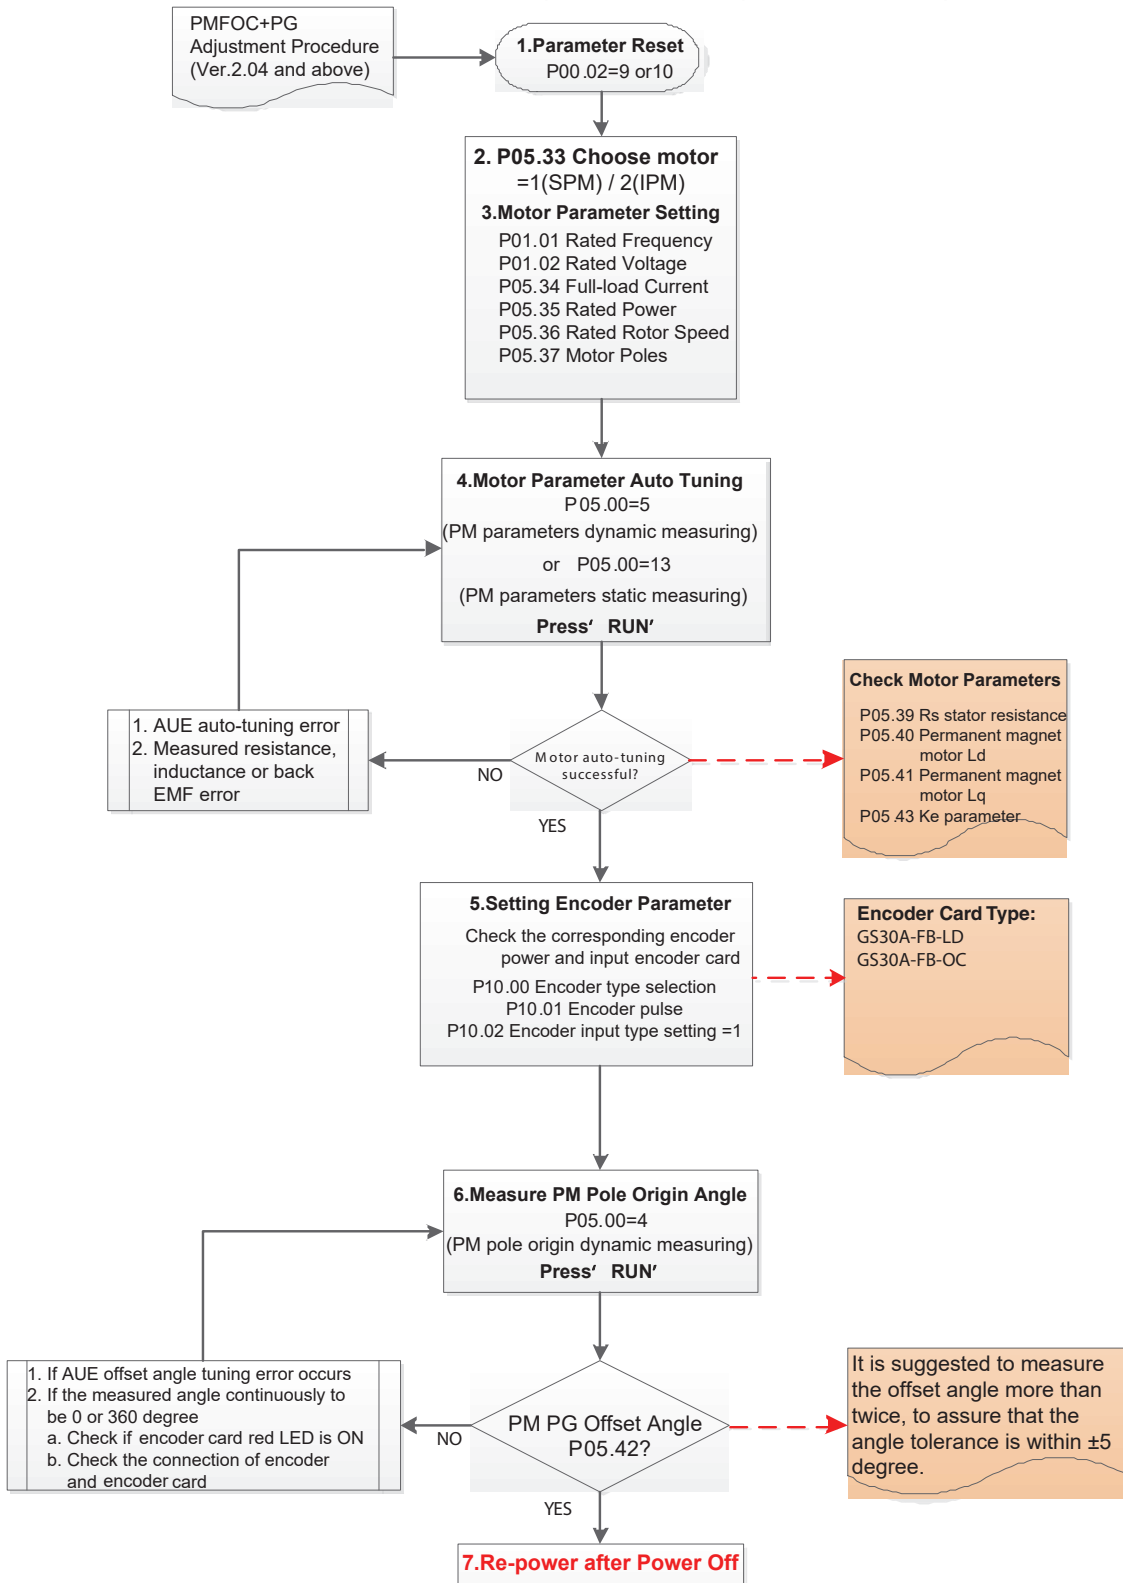 PMFOC+PG
Adjustment Procedure
(Ver.2.04 and above)
1.Parameter Reset
P00.02=9 or10
2. P05.33 Choose motor
=1(SPM) / 2(IPM)
3.Motor Parameter Setting
P01.01 Rated Frequency
P01.02 Rated Voltage
P05.34 Full-load Current
P05.35 Rated Power
P05.36 Rated Rotor Speed
P05.37 Motor Poles
4.Motor Parameter Auto Tuning
P05.00=5
(PM parameters dynamic measuring)
or P05.00=13
(PM parameters static measuring)
Press‘ RUN’
Motor auto-tuning
successful?
NO
YES
1. AUE auto-tuning error
2. Measured resistance,
inductance or back
EMF error
Check Motor Parameters
P05.39 Rs stator resistance
P05.40 Permanent magnet
motor Ld
P05.41 Permanent magnet
motor Lq
P05.43 Ke parameter
5.Setting Encoder Parameter
Check the corresponding encoder
power and input encoder card
P10.00 Encoder type selection
P10.01 Encoder pulse
P10.02 Encoder input type setting =1
Encoder Card Type:
GS30A-FB-LD
GS30A-FB-OC
6.Measure PM Pole Origin Angle
P05.00=4
(PM pole origin dynamic measuring)
Press‘ RUN’
PM PG Offset Angle
P05.42?
NO
YES
1. If AUE offset angle tuning error occurs
2. If the measured angle continuously to
be 0 or 360 degree
a. Check if encoder card red LED is ON
b. Check the connection of encoder
and encoder card
It is suggested to measure
the offset angle more than
twice, to assure that the
angle tolerance is within ±5
degree.
7.Re-power after Power Off